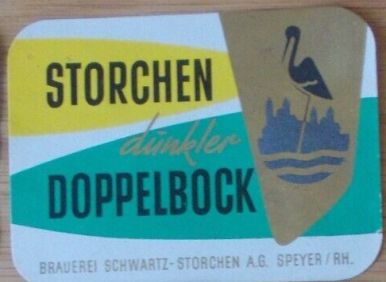 STORCHEN
dunkler
DOPPELBOCK
BRAUEREI SCHWARTZ-STORCHEN A.G. SPEYER/RH.